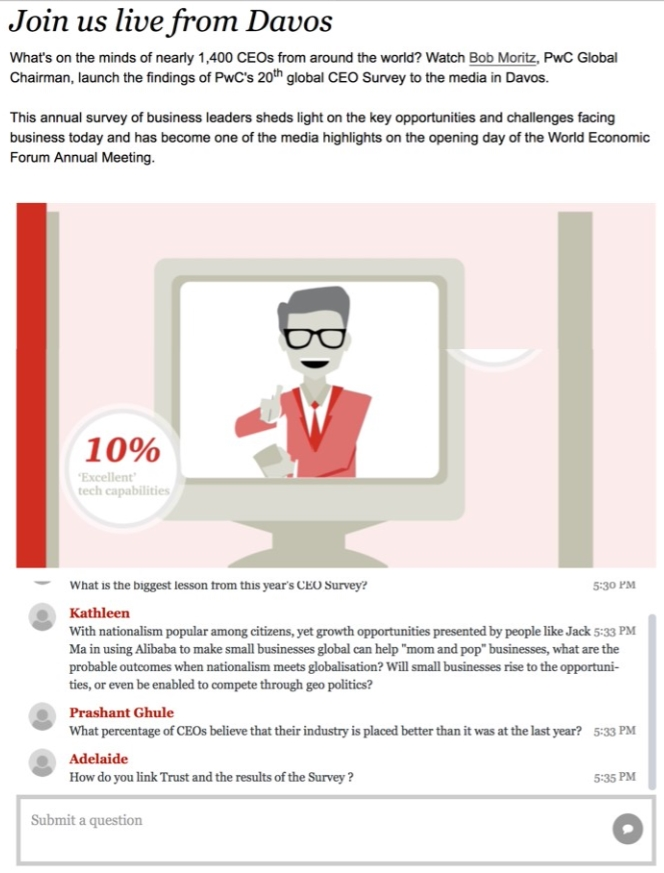 Join us live from Davos
What's on the minds of nearly 1,400 CEOs from around the world? Watch Bob Moritz, PwC Global
Chairman, launch the findings of PwC's 20th global CEO Survey to the media in Davos.
This annual survey of business leaders sheds light on the key opportunities and challenges facing
business today and has become one of the media highlights on the opening day of the World Economic
Forum Annual Meeting.
10%
'Excellent'
tech capabilities
What is the biggest lesson from this year's CEO Survey? 5:30 PM
Kathleen
With nationalism popular among citizens, yet growth opportunities presented by people like Jack 5:33 PM
Ma in using Alibaba to make small businesses global can help "mom and pop" businesses, what are the
probable outcomes when nationalism meets globalisation? Will small businesses rise to the opportuni-
ties, or even be enabled to compete through geo politics?
Prashant Ghule
What percentage of CEOs believe that their industry is placed better than it was at the last year? 5:33 PM
Adelaide
How do you link Trust and the results of the Survey ? 5:35 PM
Submit a question